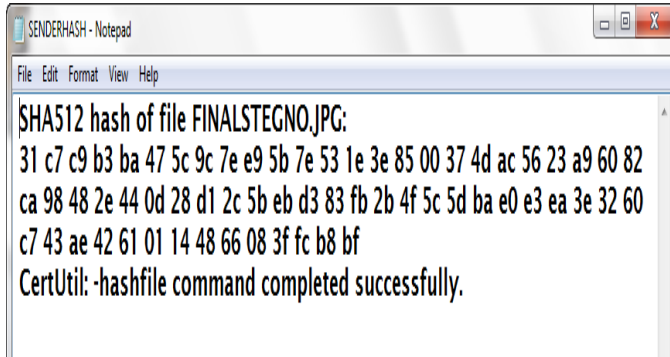 SENDERHASH - Notepad
File Edit Format View Help
SHA512 hash of file FINALSTEGNO.JPG:
31 c7 c9 b3 ba 47 5c 9c 7e e9 5b 7e 53 1e 3e 85 00 37 4d ac 56 23 a9 60 82
ca 98 48 2e 44 0d 28 d1 2c 5b eb d3 83 fb 2b 4f 5c 5d ba e0 e3 ea 3e 32 60
c7 43 ae 42 61 01 14 48 66 08 3f fc b8 bf
CertUtil: -hashfile command completed successfully.